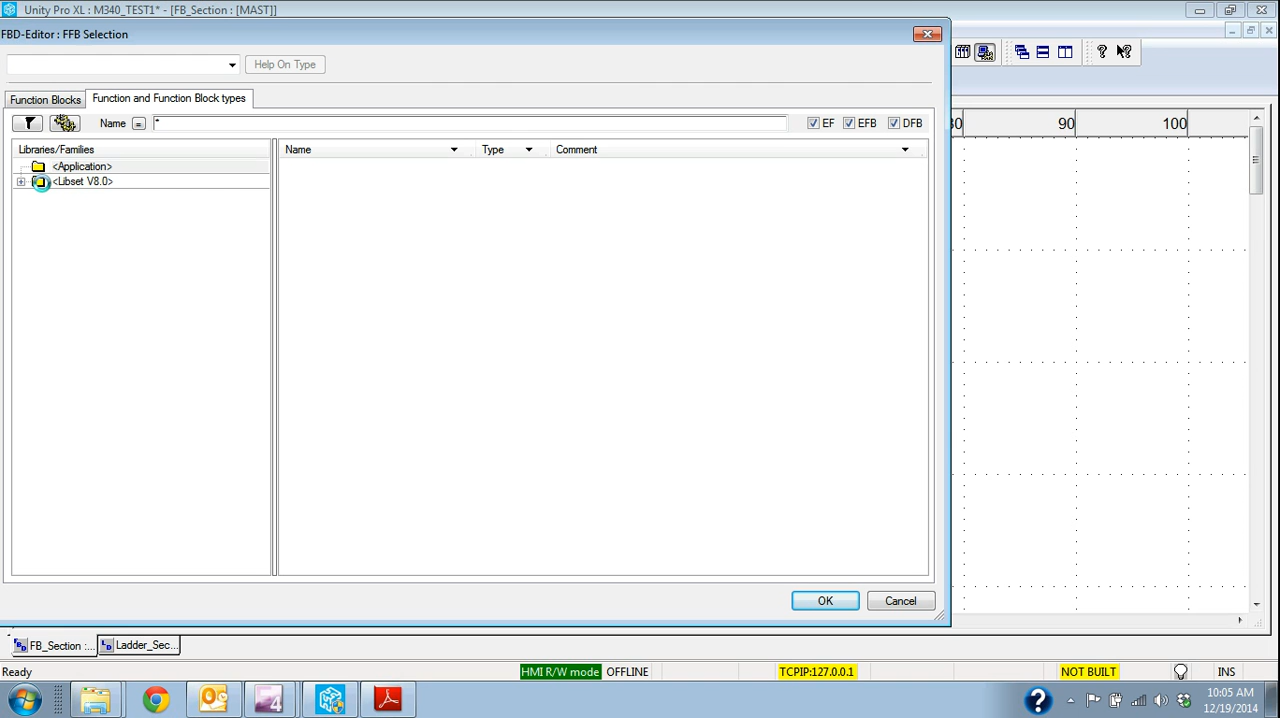 Unity Pro XL : M340_TEST1* - [FB_Section : [MAST]]
FBD-Editor : FFB Selection
Help On Type
Function Blocks
Function and Function Block types
Name = *
EF
EFB
DFB
Libraries/Families
Name
Type
Comment
<Application>
<Libset V8.0>
90
100
OK
Cancel
FB_Section :...
Ladder_Sec...
Ready
HMI R/W mode
OFFLINE
TCPIP:127.0.0.1
NOT BUILT
INS
10:05 AM
12/19/2014